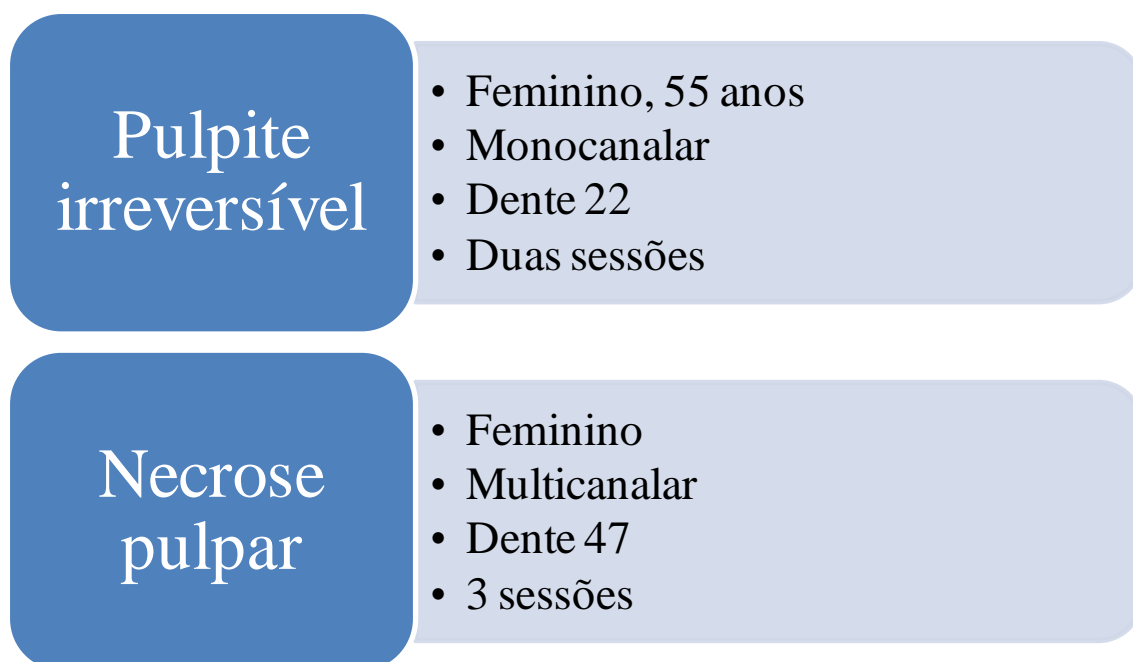 Pulpite
irreversível
• Feminino, 55 anos
• Monocanalar
• Dente 22
• Duas sessões
Necrose
pulpar
• Feminino
• Multicanalar
• Dente 47
• 3 sessões